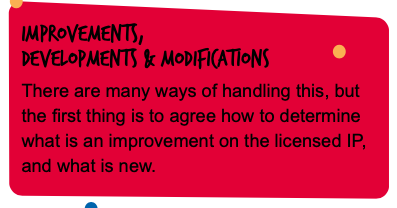 IMPROVEMENTS,
DEVELOPMENTS & MODIFICATIONS
There are many ways of handling this, but
the first thing is to agree how to determine
what is an improvement on the licensed IP,
and what is new.